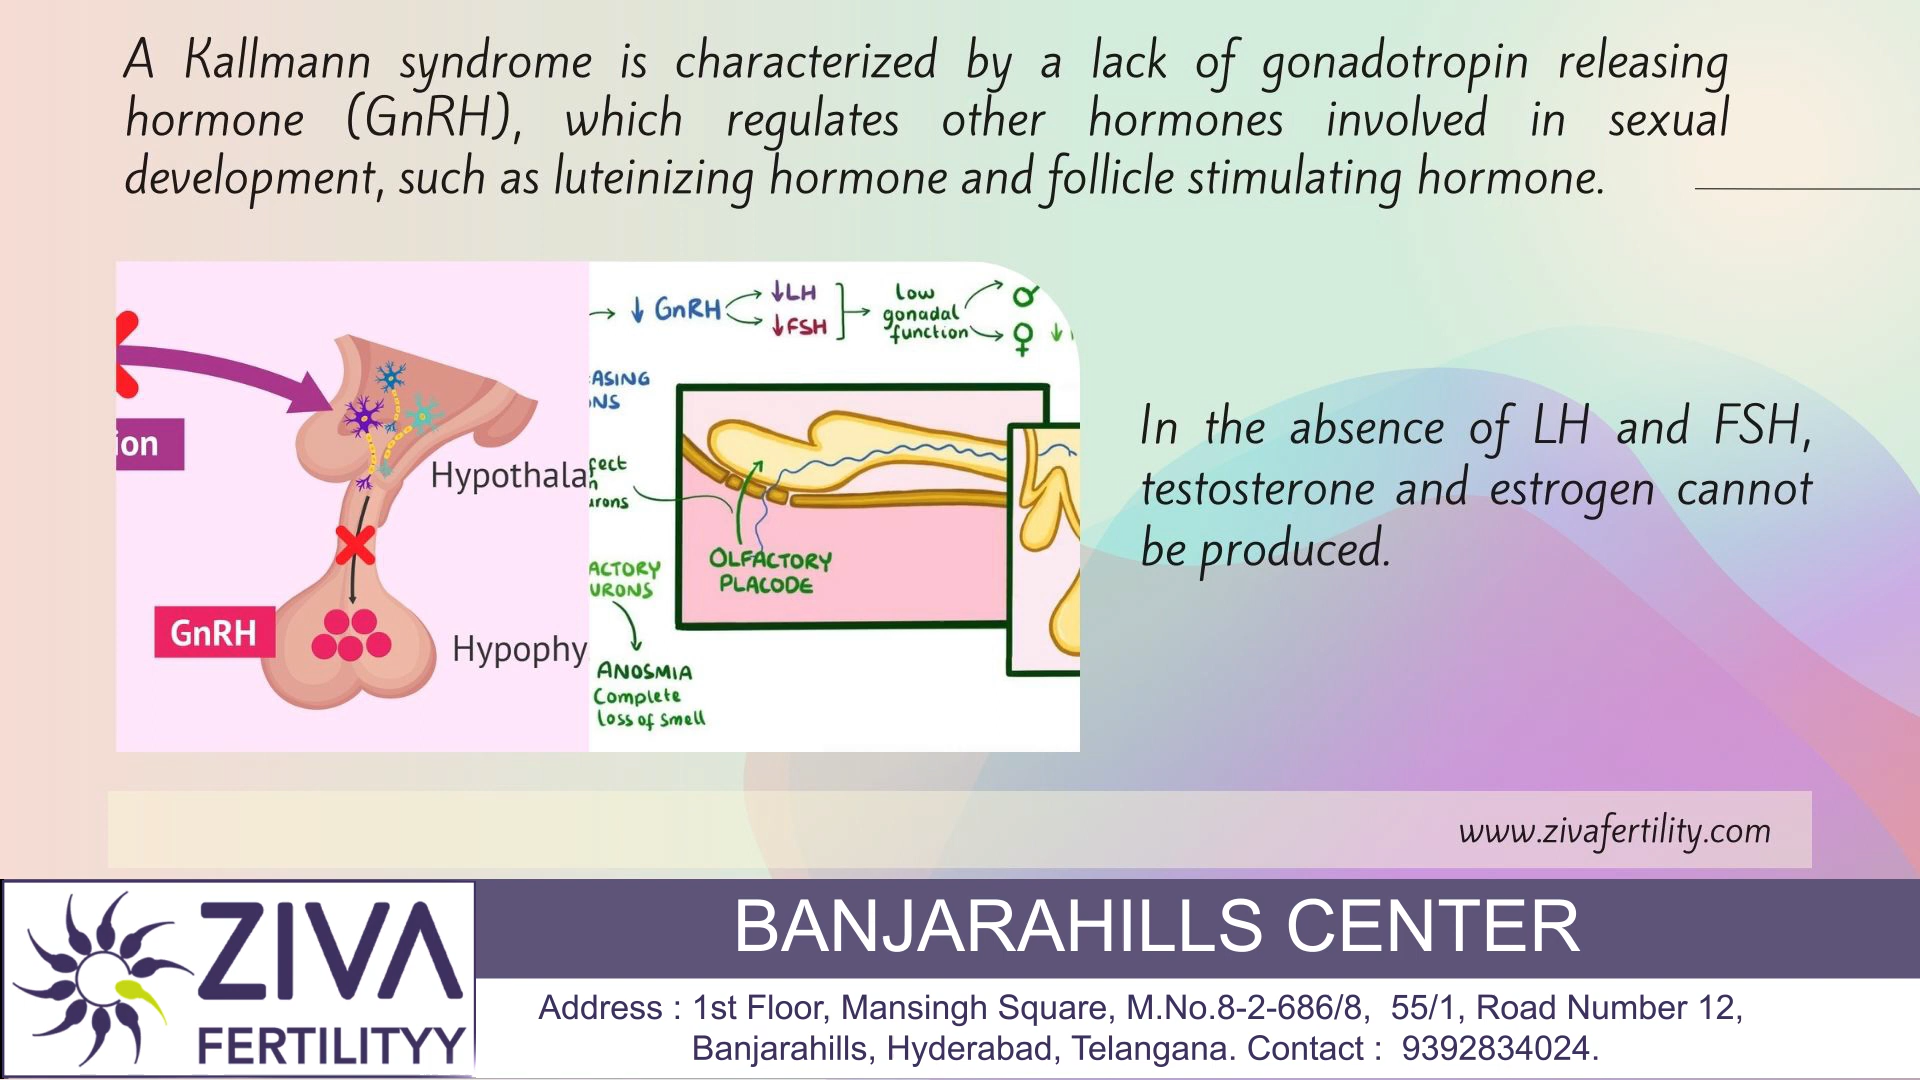 A Kallmann syndrome is characterized by a lack of gonadotropin releasing
hormone (GnRH), which regulates other hormones involved in sexual
development, such as luteinizing hormone and follicle stimulating hormone.
ion
Hypothala
GnRH
Hypophy
↓ GnRH
↓LH
↓FSH
low
gonadal
function
♂
♀ ↓
ASING
NS
fect
n
urons
OLFACTORY
PLACODE
ACTORY
URONS
ANOSMIA
Complete
loss of smell
In the absence of LH and FSH,
testosterone and estrogen cannot
be produced.
www.zivafertility.com
ZIVA
FERTILITYY
BANJARAHILLS CENTER
Address : 1st Floor, Mansingh Square, M.No.8-2-686/8, 55/1, Road Number 12,
Banjarahills, Hyderabad, Telangana. Contact : 9392834024.